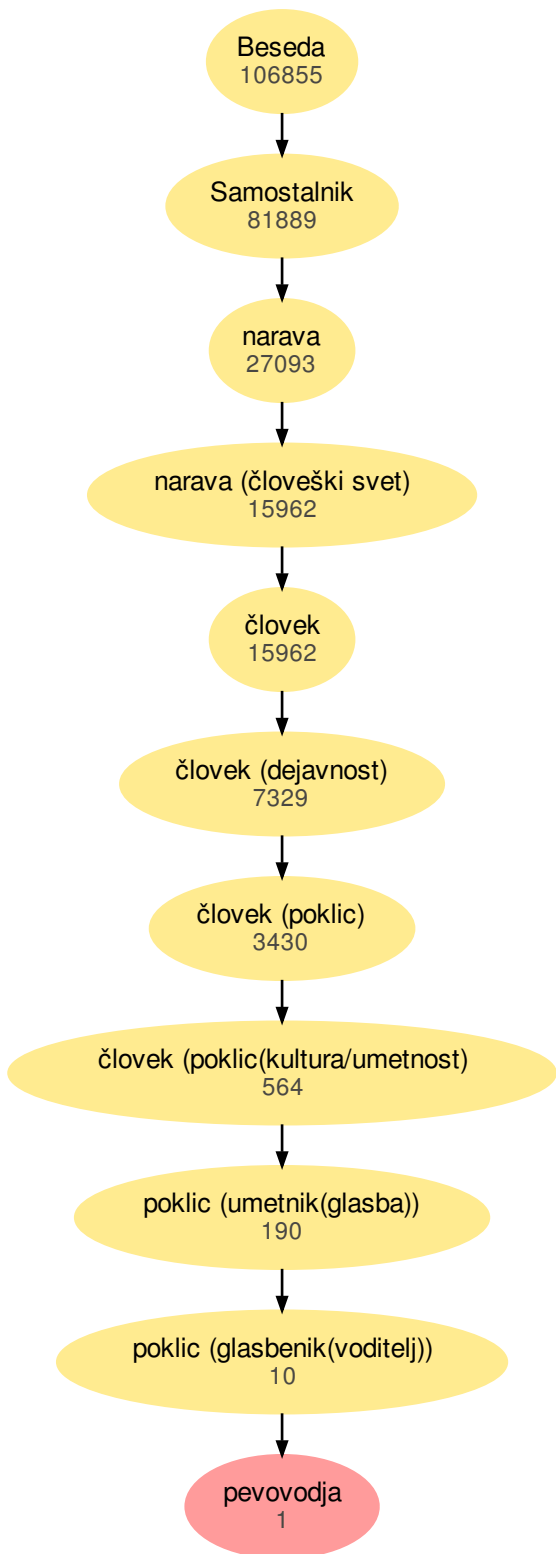 Beseda
106855
Samostalnik
81889
narava
27093
narava (človeški svet)
15962
človek
15962
človek (dejavnost)
7329
človek (poklic)
3430
človek (poklic(kultura/umetnost)
564
poklic (umetnik(glasba))
190
poklic (glasbenik(voditelj))
10
pevovodja
1